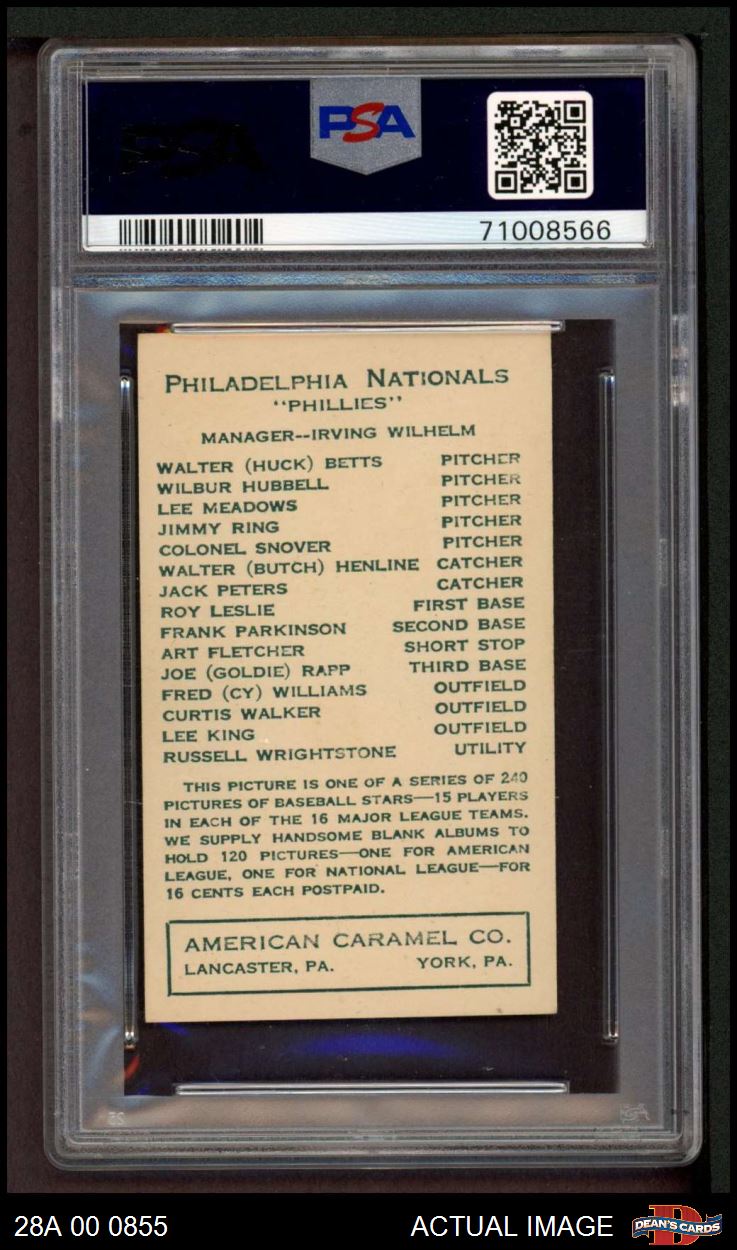 PSA
71008566
PHILADELPHIA NATIONALS
"PHILLIES"
MANAGER--IRVING WILHELM
WALTER (HUCK) BETTS PITCHER
WILBUR HUBBELL PITCHER
LEE MEADOWS PITCHER
JIMMY RING PITCHER
COLONEL SNOVER PITCHER
WALTER (BUTCH) HENLINE CATCHER
JACK PETERS CATCHER
ROY LESLIE FIRST BASE
FRANK PARKINSON SECOND BASE
ART FLETCHER SHORT STOP
JOE (GOLDIE) RAPP THIRD BASE
FRED (CY) WILLIAMS OUTFIELD
CURTIS WALKER OUTFIELD
LEE KING OUTFIELD
RUSSELL WRIGHTSTONE UTILITY
THIS PICTURE IS ONE OF A SERIES OF 240
PICTURES OF BASEBALL STARS—15 PLAYERS
IN EACH OF THE 16 MAJOR LEAGUE TEAMS.
WE SUPPLY HANDSOME BLANK ALBUMS TO
HOLD 120 PICTURES—ONE FOR AMERICAN
LEAGUE, ONE FOR NATIONAL LEAGUE—FOR
16 CENTS EACH POSTPAID.
AMERICAN CARAMEL CO.
LANCASTER, PA. YORK, PA.
28A 00 0855 ACTUAL IMAGE DEAN'S CARDS